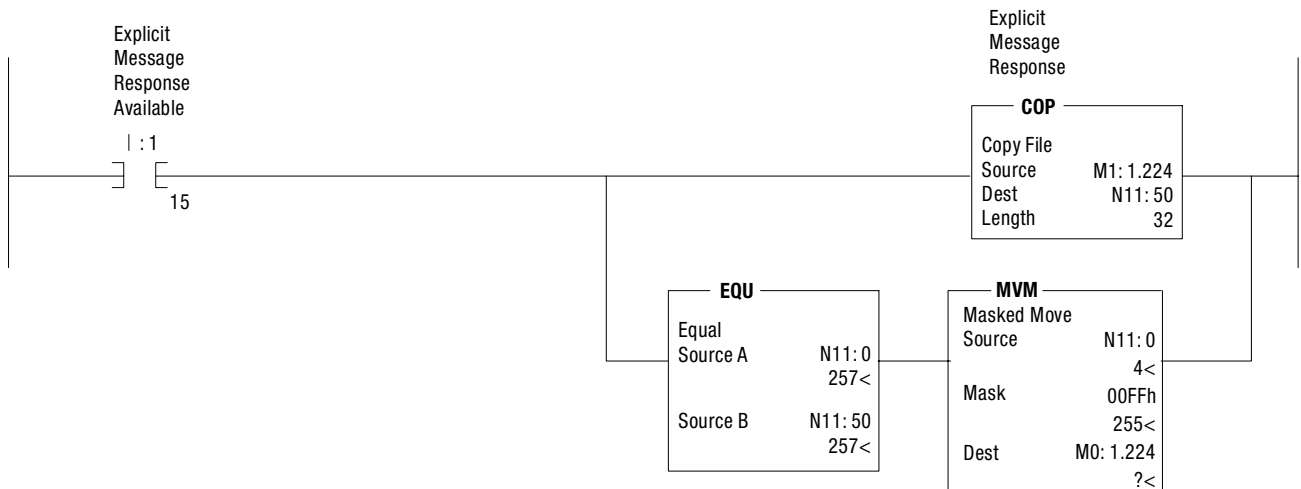 Explicit
Message
Response
Available
I:1
15
Explicit
Message
Response
COP
Copy File
Source M1:1.224
Dest N11:50
Length 32
EQU
Equal
Source A N11:0
257<
Source B N11:50
257<
MVM
Masked Move
Source N11:0
4<
Mask 00FFh
255<
Dest M0:1.224
?<